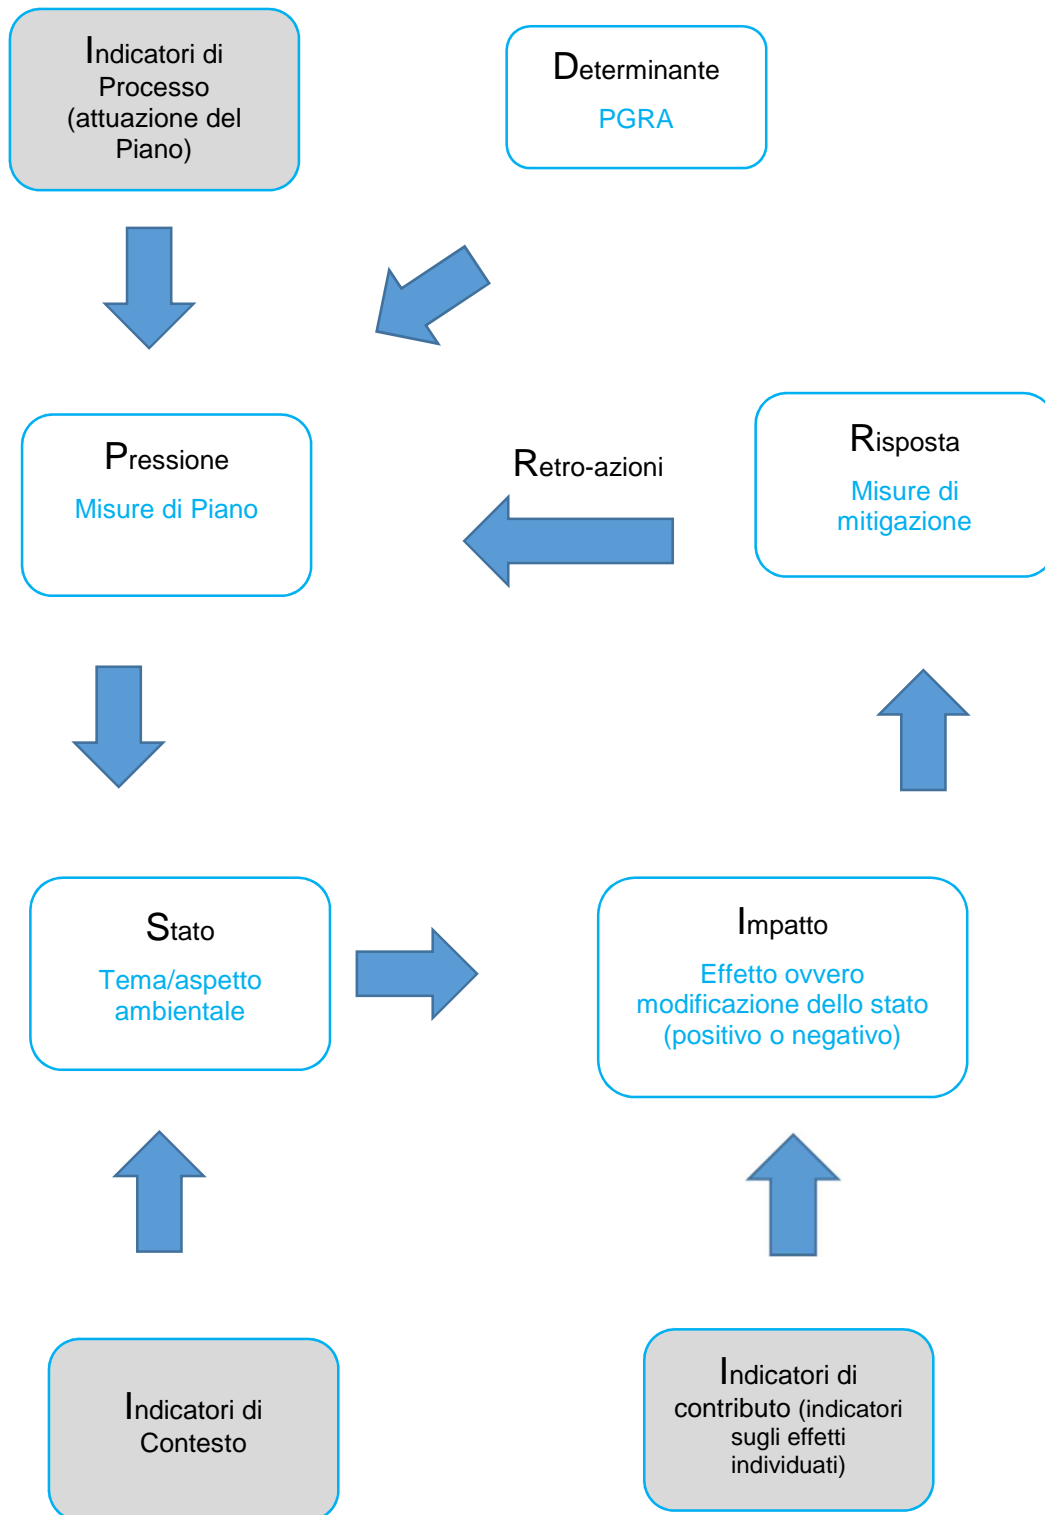 Indicatori di
Processo
(attuazione del
Piano)
Determinante
PGRA
Pressione
Misure di Piano
Retro-azioni
Risposta
Misure di
mitigazione
Stato
Tema/aspetto
ambientale
Impatto
Effetto ovvero
modificazione dello stato
(positivo o negativo)
Indicatori di
Contesto
Indicatori di
contributo (indicatori
sugli effetti
individuati)